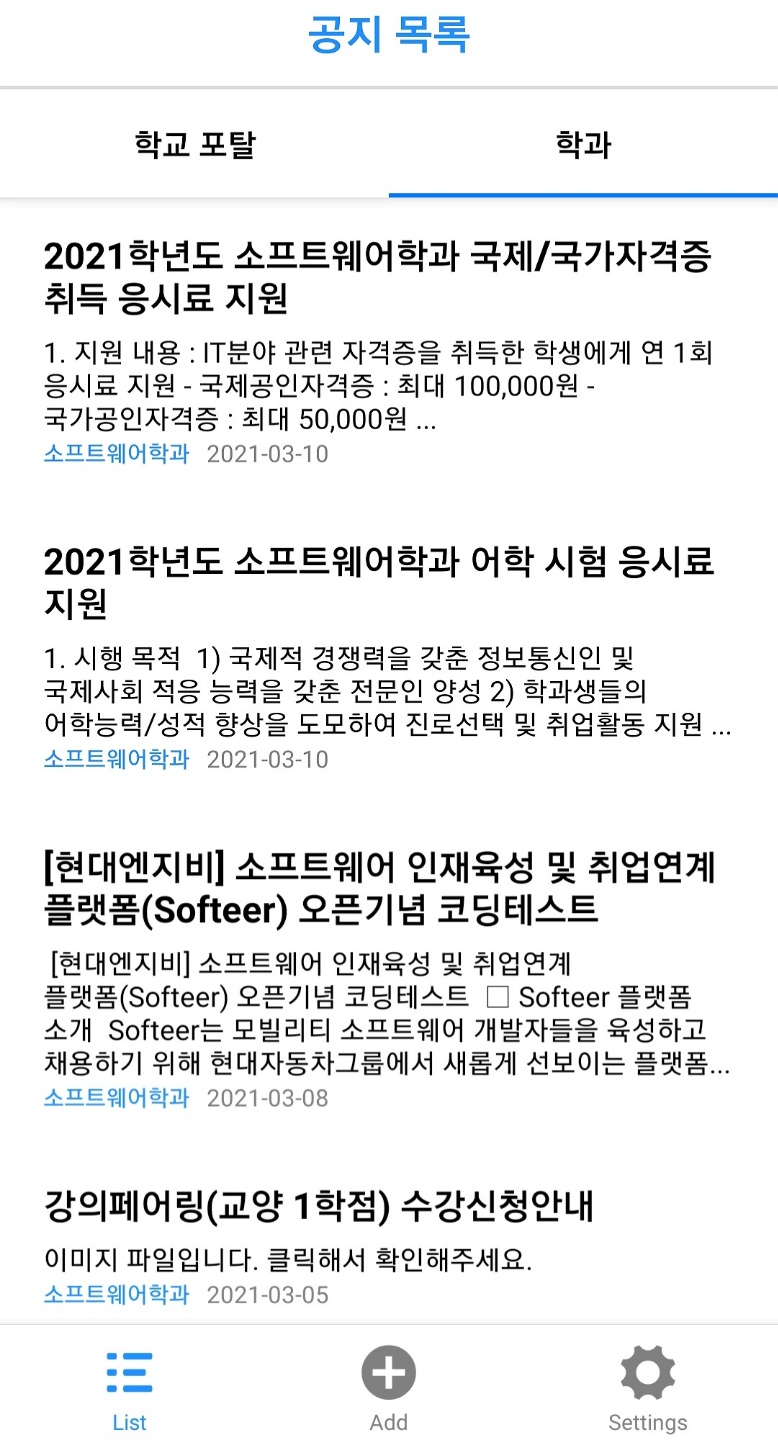 공지 목록
학교 포탈
학과
2021학년도 소프트웨어학과 국제/국가자격증
취득 응시료 지원
1. 지원 내용 : IT분야 관련 자격증을 취득한 학생에게 연 1회
응시료 지원 - 국제공인자격증 : 최대 100,000원 -
국가공인자격증 : 최대 50,000원 ...
소프트웨어학과 2021-03-10
2021학년도 소프트웨어학과 어학 시험 응시료
지원
1. 시행 목적  1) 국제적 경쟁력을 갖춘 정보통신인 및
국제사회 적응 능력을 갖춘 전문인 양성 2) 학과생들의
어학능력/성적 향상을 도모하여 진로선택 및 취업활동 지원 ...
소프트웨어학과 2021-03-10
[현대엔지비] 소프트웨어 인재육성 및 취업연계
플랫폼(Softeer) 오픈기념 코딩테스트
[현대엔지비] 소프트웨어 인재육성 및 취업연계
플랫폼(Softeer) 오픈기념 코딩테스트  □ Softeer 플랫폼
소개  Softeer는 모빌리티 소프트웨어 개발자들을 육성하고
채용하기 위해 현대자동차그룹에서 새롭게 선보이는 플랫폼...
소프트웨어학과 2021-03-08
강의페어링(교양 1학점) 수강신청안내
이미지 파일입니다. 클릭해서 확인해주세요.
소프트웨어학과 2021-03-05
List
Add
Settings